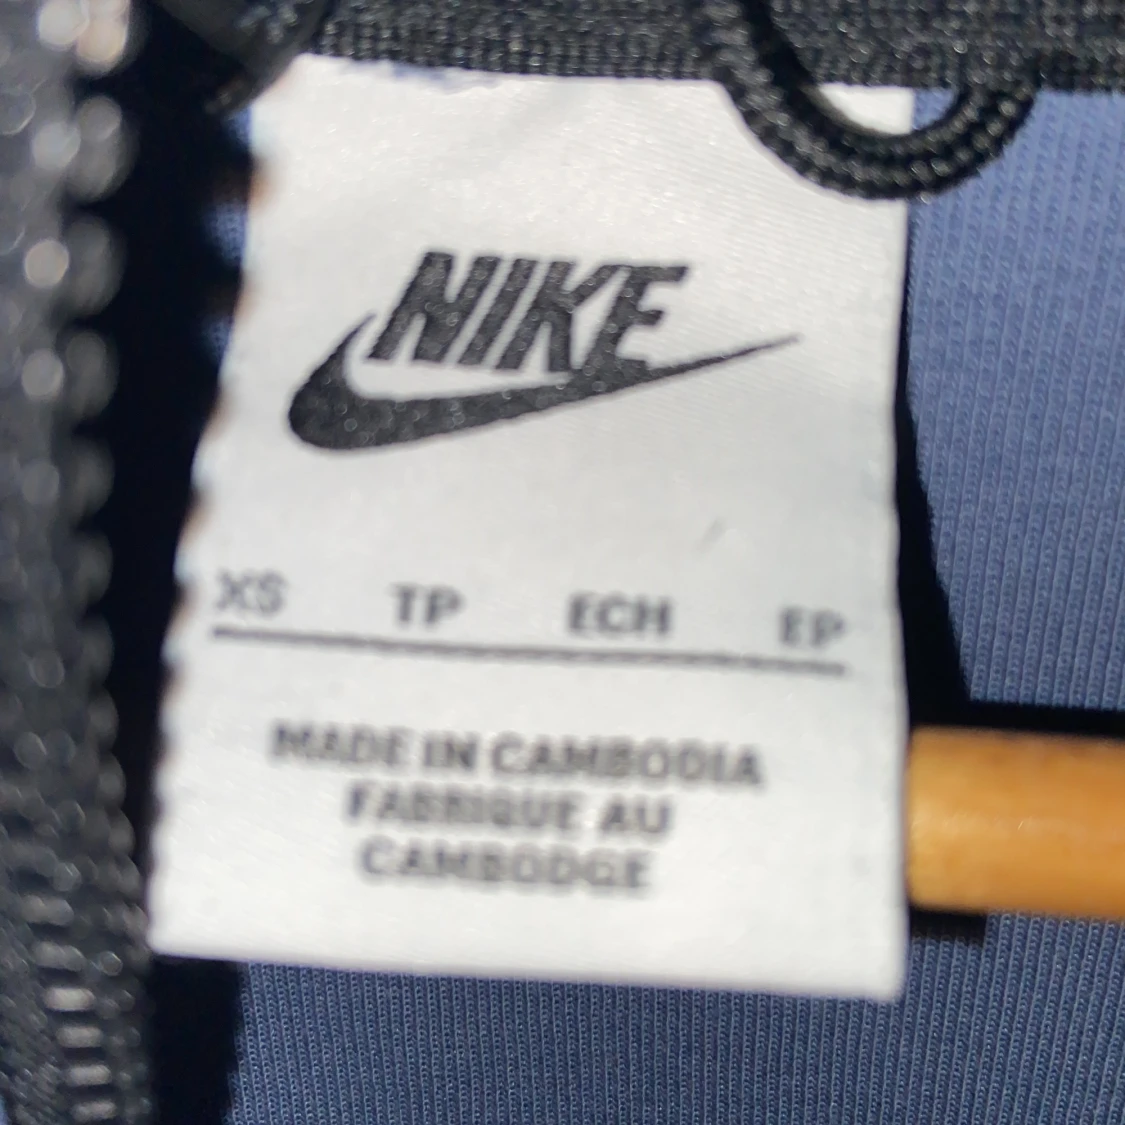 NIKE
XS TP ECH EP
MADE IN CAMBODIA
FABRIQUE AU
CAMBODGE